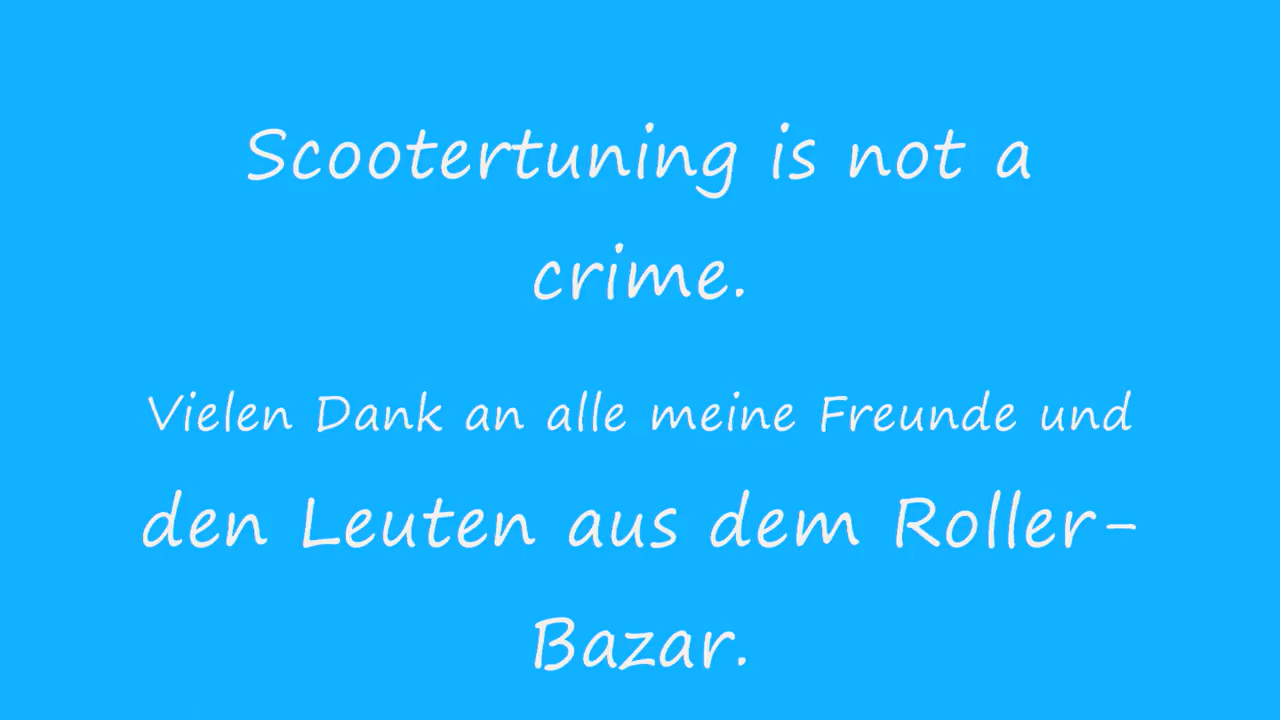 Scootertuning is not a
crime.
Vielen Dank an alle meine Freunde und
den Leuten aus dem Roller-
Bazar.